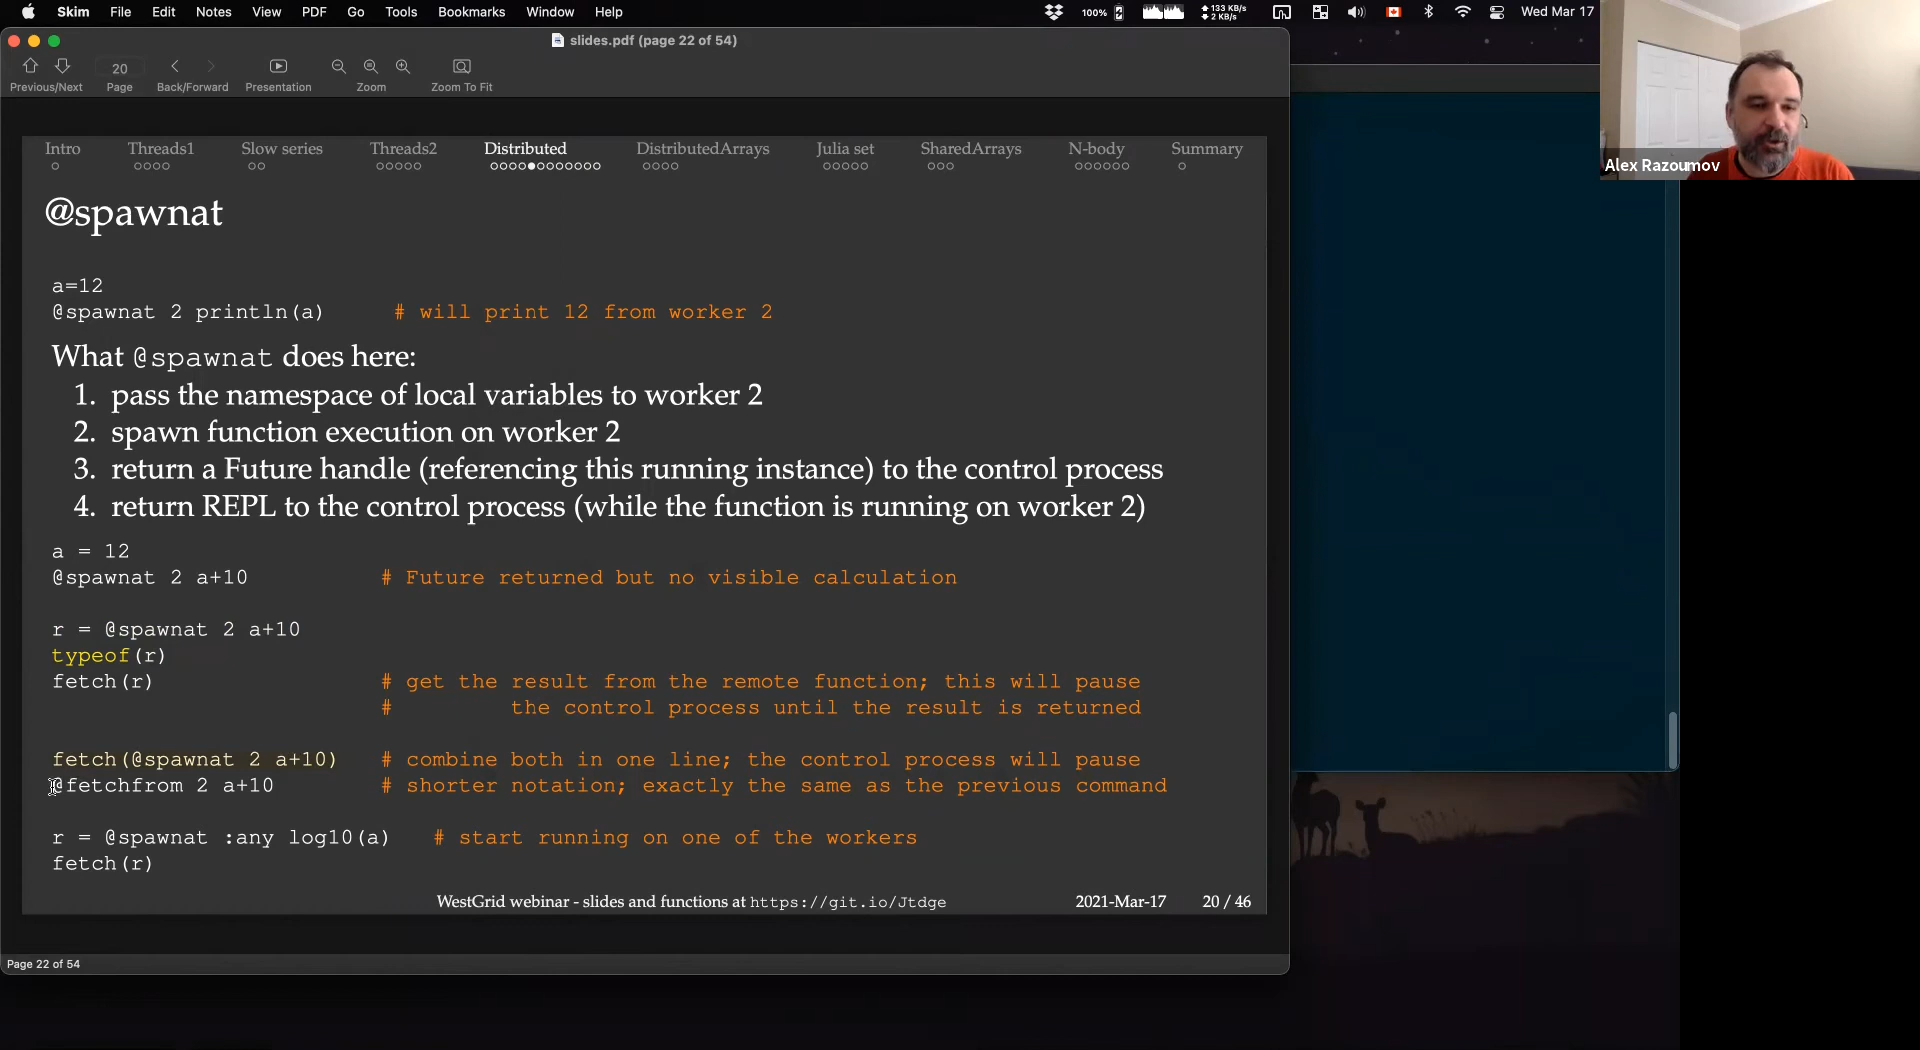 Skim File Edit Notes View PDF Go Tools Bookmarks Window Help 100% 133 KB/s 2 KB/s Wed Mar 17
slides.pdf (page 22 of 54)
20
Previous/Next Page Back/Forward Presentation Zoom Zoom To Fit
Alex Razoumov
Intro Threads1 Slow series Threads2 Distributed DistributedArrays Julia set SharedArrays N-body Summary
@spawnat
a=12
@spawnat 2 println(a) # will print 12 from worker 2
What @spawnat does here:
1. pass the namespace of local variables to worker 2
2. spawn function execution on worker 2
3. return a Future handle (referencing this running instance) to the control process
4. return REPL to the control process (while the function is running on worker 2)
a = 12
@spawnat 2 a+10 # Future returned but no visible calculation
r = @spawnat 2 a+10
typeof(r)
fetch(r) # get the result from the remote function; this will pause
# the control process until the result is returned
fetch(@spawnat 2 a+10) # combine both in one line; the control process will pause
@fetchfrom 2 a+10 # shorter notation; exactly the same as the previous command
r = @spawnat :any log10(a) # start running on one of the workers
fetch(r)
WestGrid webinar - slides and functions at https://git.io/Jtdge 2021-Mar-17 20 / 46
Page 22 of 54